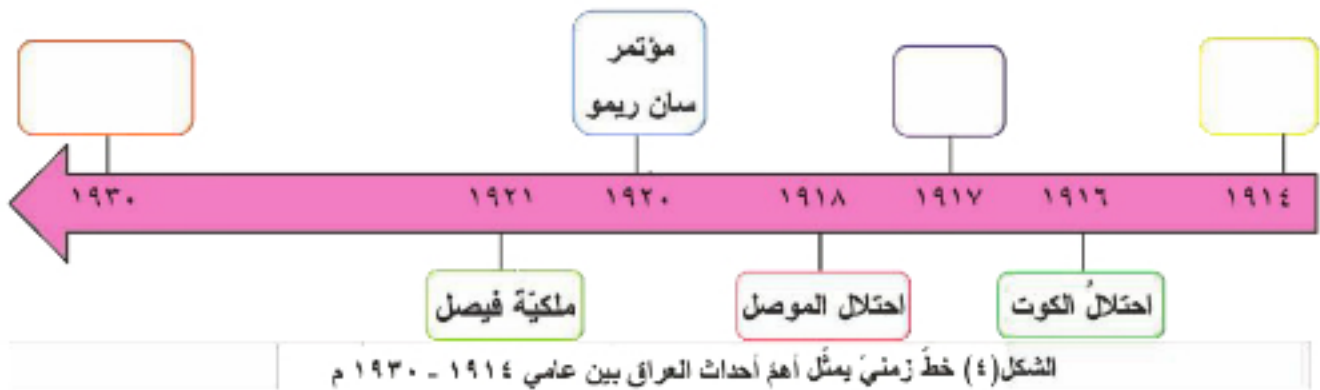 مؤتمر
سان ريمو
١٩١٤
١٩١٦
١٩١٧
١٩١٨
١٩٢٠
١٩٢١
١٩٣٠
احتلالُ الكوت
احتلال الموصل
ملكيّة فيصل
الشكل(٤) خطّ زمنيّ يمثّل أهمّ أحداث العراق بين عامي ١٩١٤ - ١٩٣٠ م